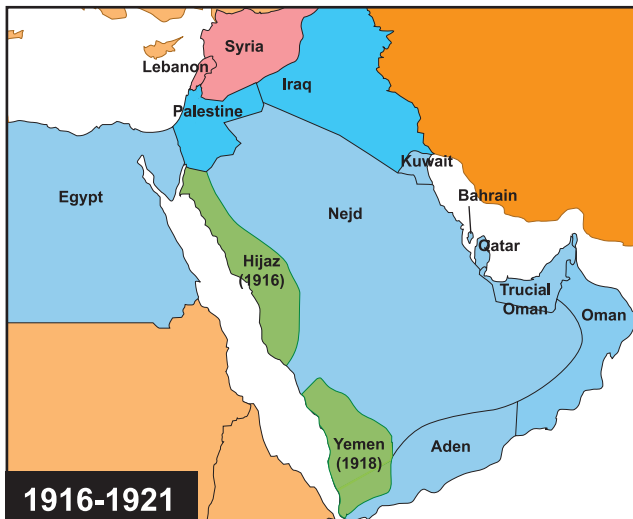 Syria
Lebanon
Iraq
Palestine
Kuwait
Egypt
Bahrain
Nejd
Qatar
Hijaz
(1916)
Trucial
Oman
Oman
Yemen
(1918)
Aden
1916-1921